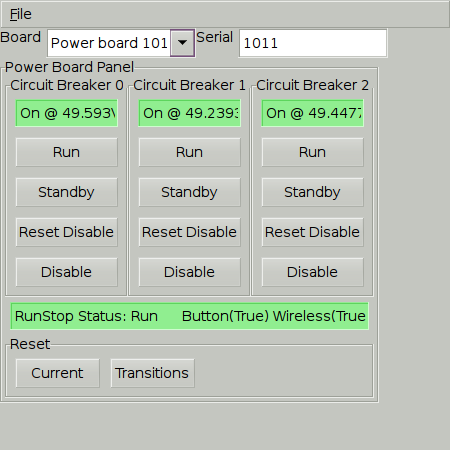 File
Board Power board 101 Serial 1011
Power Board Panel
Circuit Breaker 0 Circuit Breaker 1 Circuit Breaker 2
On @ 49.593V On @ 49.2393 On @ 49.4477
Run Run Run
Standby Standby Standby
Reset Disable Reset Disable Reset Disable
Disable Disable Disable
RunStop Status: Run Button(True) Wireless(True
Reset
Current Transitions